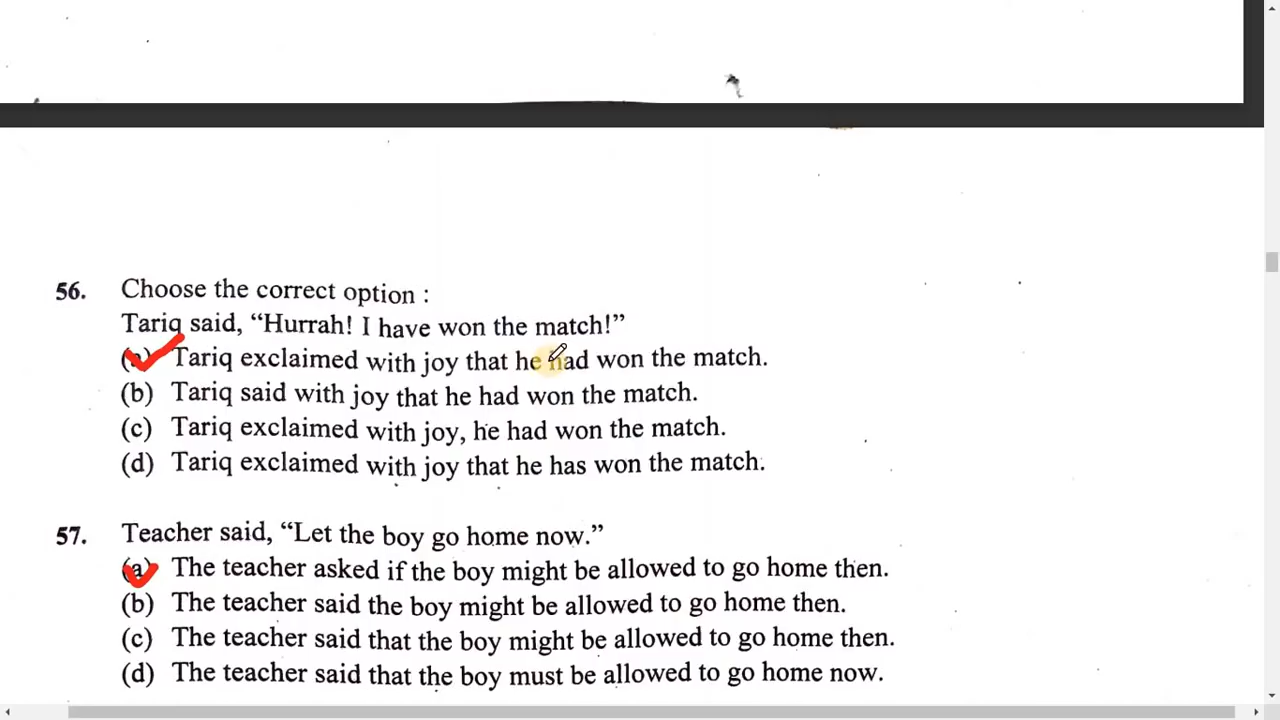 56. Choose the correct option :
Tariq said, “Hurrah! I have won the match!”
(a) Tariq exclaimed with joy that he had won the match.
(b) Tariq said with joy that he had won the match.
(c) Tariq exclaimed with joy, he had won the match.
(d) Tariq exclaimed with joy that he has won the match.
57. Teacher said, “Let the boy go home now.”
(a) The teacher asked if the boy might be allowed to go home then.
(b) The teacher said the boy might be allowed to go home then.
(c) The teacher said that the boy might be allowed to go home then.
(d) The teacher said that the boy must be allowed to go home now.